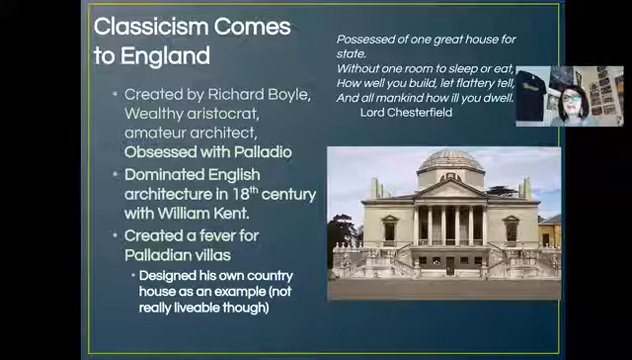 Classicism Comes
to England
Possessed of one great house for
state.
Without one room to sleep or eat,
How well you build, let flattery tell,
And all mankind how ill you dwell.
Lord Chesterfield
• Created by Richard Boyle,
Wealthy aristocrat,
amateur architect,
Obsessed with Palladio
• Dominated English
architecture in 18th century
with William Kent.
• Created a fever for
Palladian villas
• Designed his own country
house as an example (not
really liveable though)